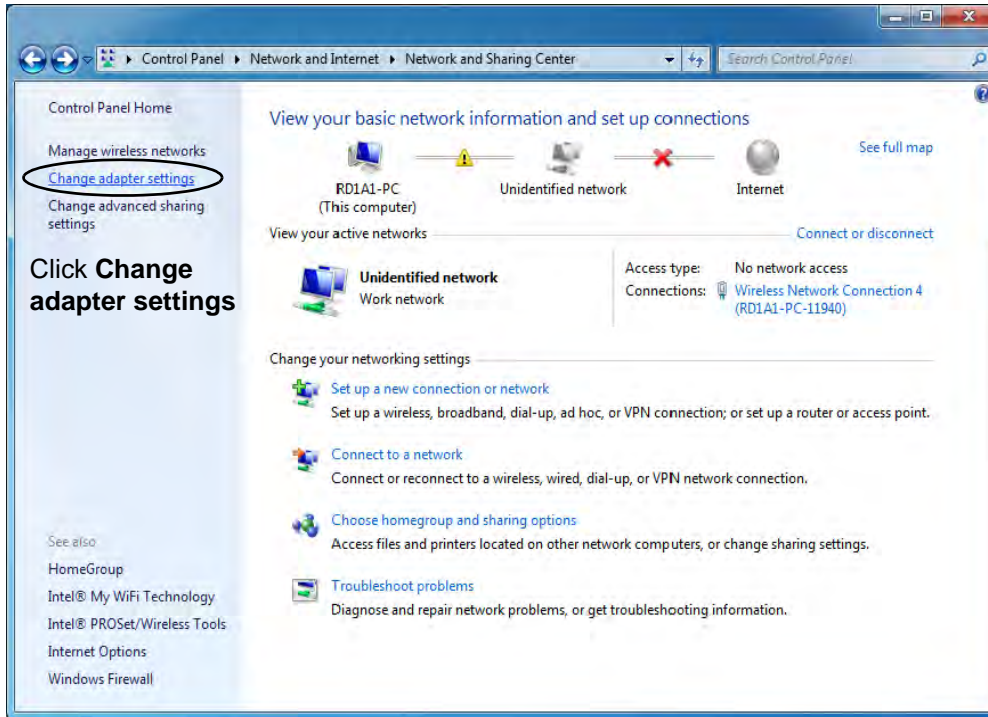 Control Panel ▸ Network and Internet ▸ Network and Sharing Center
Search Control Panel
Control Panel Home
Manage wireless networks
Change adapter settings
Change advanced sharing
settings
Click Change
adapter settings
See also
HomeGroup
Intel® My WiFi Technology
Intel® PROSet/Wireless Tools
Internet Options
Windows Firewall
View your basic network information and set up connections
See full map
RD1A1-PC
(This computer)
Unidentified network
Internet
View your active networks
Connect or disconnect
Unidentified network
Work network
Access type: No network access
Connections: Wireless Network Connection 4
(RD1A1-PC-11940)
Change your networking settings
Set up a new connection or network
Set up a wireless, broadband, dial-up, ad hoc, or VPN connection; or set up a router or access point.
Connect to a network
Connect or reconnect to a wireless, wired, dial-up, or VPN network connection.
Choose homegroup and sharing options
Access files and printers located on other network computers, or change sharing settings.
Troubleshoot problems
Diagnose and repair network problems, or get troubleshooting information.